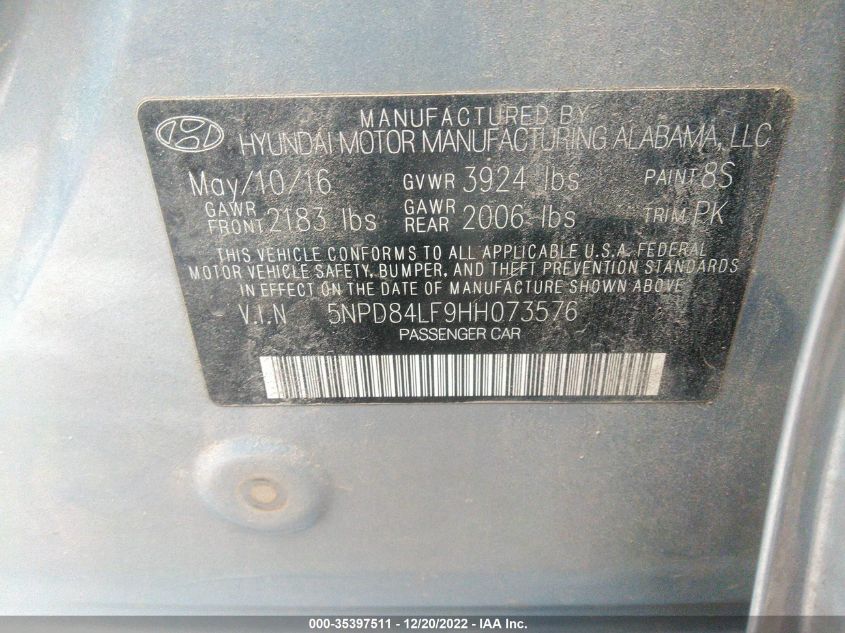 MANUFACTURED BY
HYUNDAI MOTOR MANUFACTURING ALABAMA, LLC
May/10/16 GVWR 3924 lbs PAINT 8S
GAWR FRONT 2183 lbs GAWR REAR 2006 lbs TRIM PK
THIS VEHICLE CONFORMS TO ALL APPLICABLE U.S.A. FEDERAL
MOTOR VEHICLE SAFETY, BUMPER, AND THEFT PREVENTION STANDARDS
IN EFFECT ON THE DATE OF MANUFACTURE SHOWN ABOVE.
V.I.N 5NPD84LF9HH073576
PASSENGER CAR
000-35397511 - 12/20/2022 - IAA Inc.